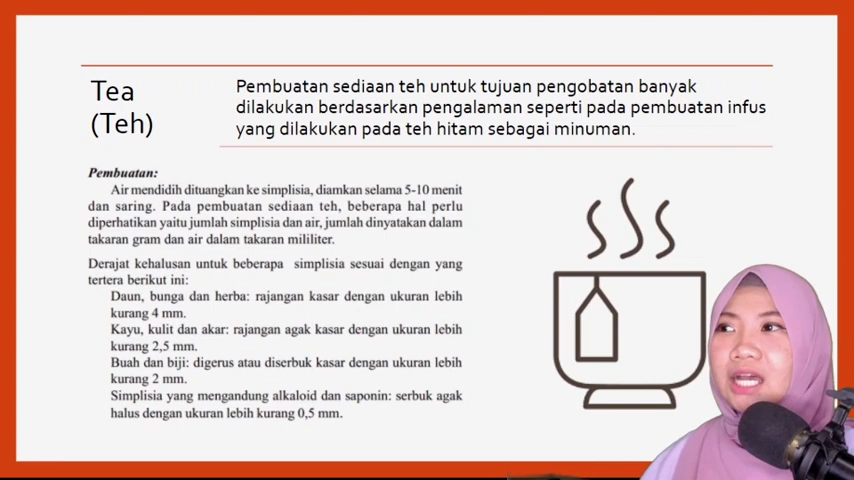 Tea
(Teh)
Pembuatan sediaan teh untuk tujuan pengobatan banyak
dilakukan berdasarkan pengalaman seperti pada pembuatan infus
yang dilakukan pada teh hitam sebagai minuman.
Pembuatan:
Air mendidih dituangkan ke simplisia, diamkan selama 5-10 menit
dan saring. Pada pembuatan sediaan teh, beberapa hal perlu
diperhatikan yaitu jumlah simplisia dan air, jumlah dinyatakan dalam
takaran gram dan air dalam takaran mililiter.
Derajat kehalusan untuk beberapa simplisia sesuai dengan yang
tertera berikut ini:
Daun, bunga dan herba: rajangan kasar dengan ukuran lebih
kurang 4 mm.
Kayu, kulit dan akar: rajangan agak kasar dengan ukuran lebih
kurang 2,5 mm.
Buah dan biji: digerus atau diserbuk kasar dengan ukuran lebih
kurang 2 mm.
Simplisia yang mengandung alkaloid dan saponin: serbuk agak
halus dengan ukuran lebih kurang 0,5 mm.